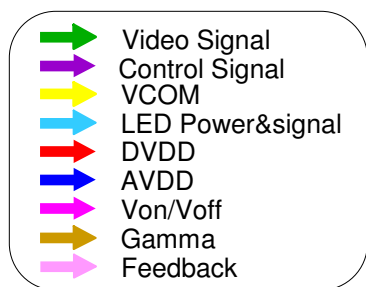 Video Signal
Control Signal
VCOM
LED Power&signal
DVDD
AVDD
Von/Voff
Gamma
Feedback